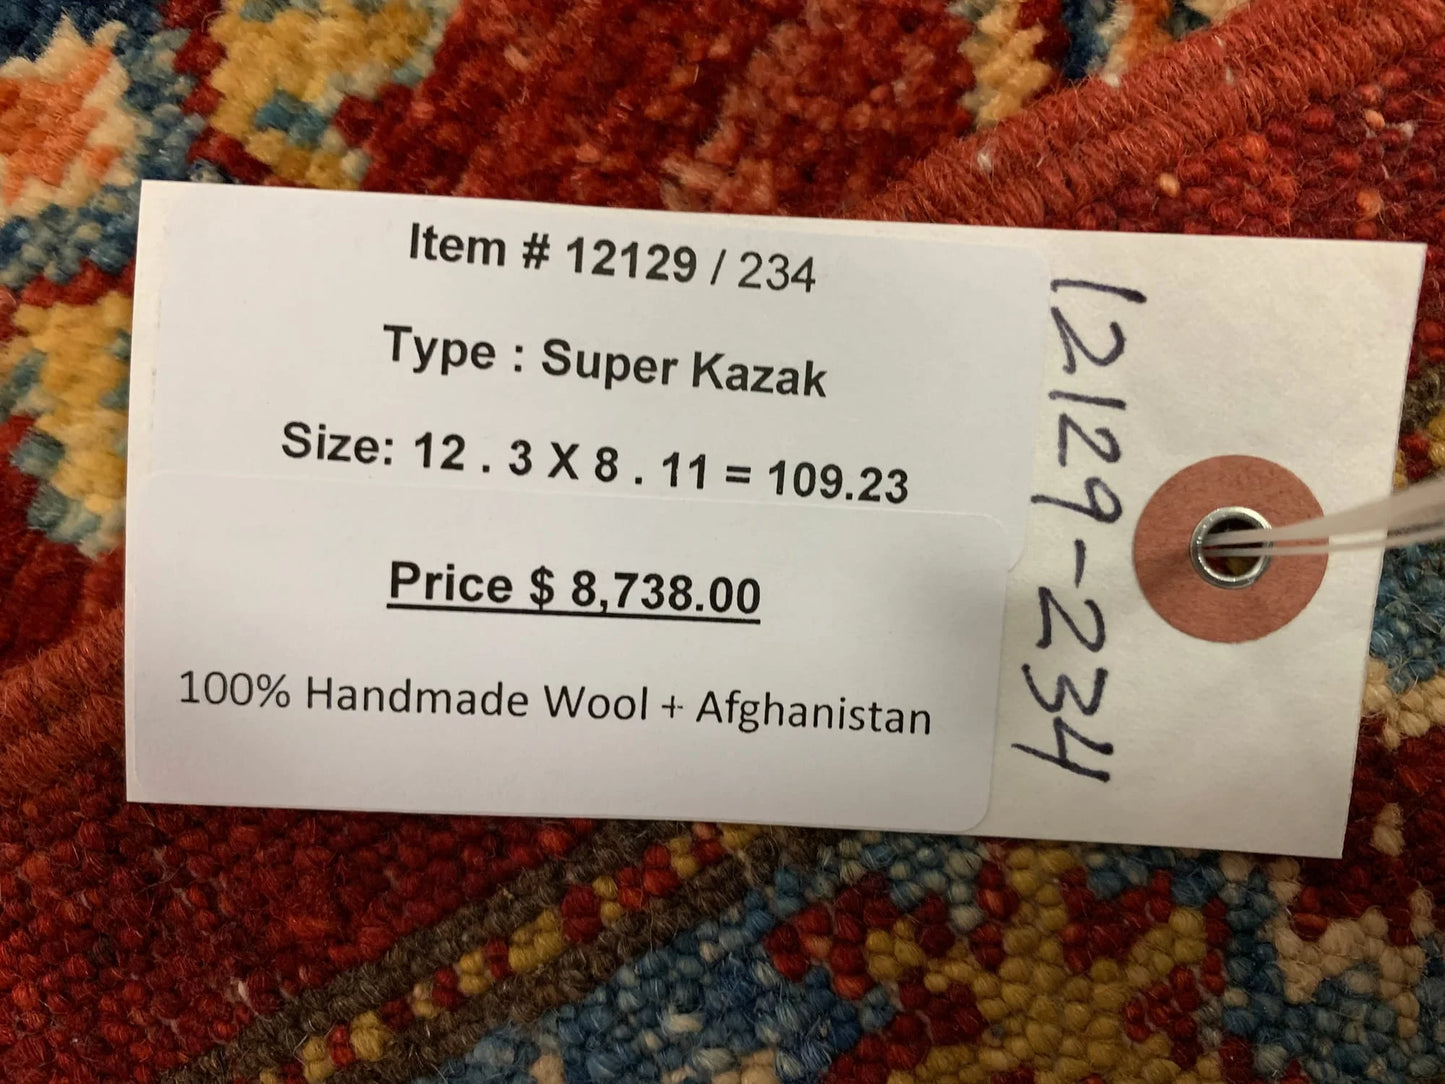 Item # 12129 / 234
Type : Super Kazak
Size: 12 . 3 X 8 . 11 = 109.23
Price $ 8,738.00
100% Handmade Wool + Afghanistan
12129-234